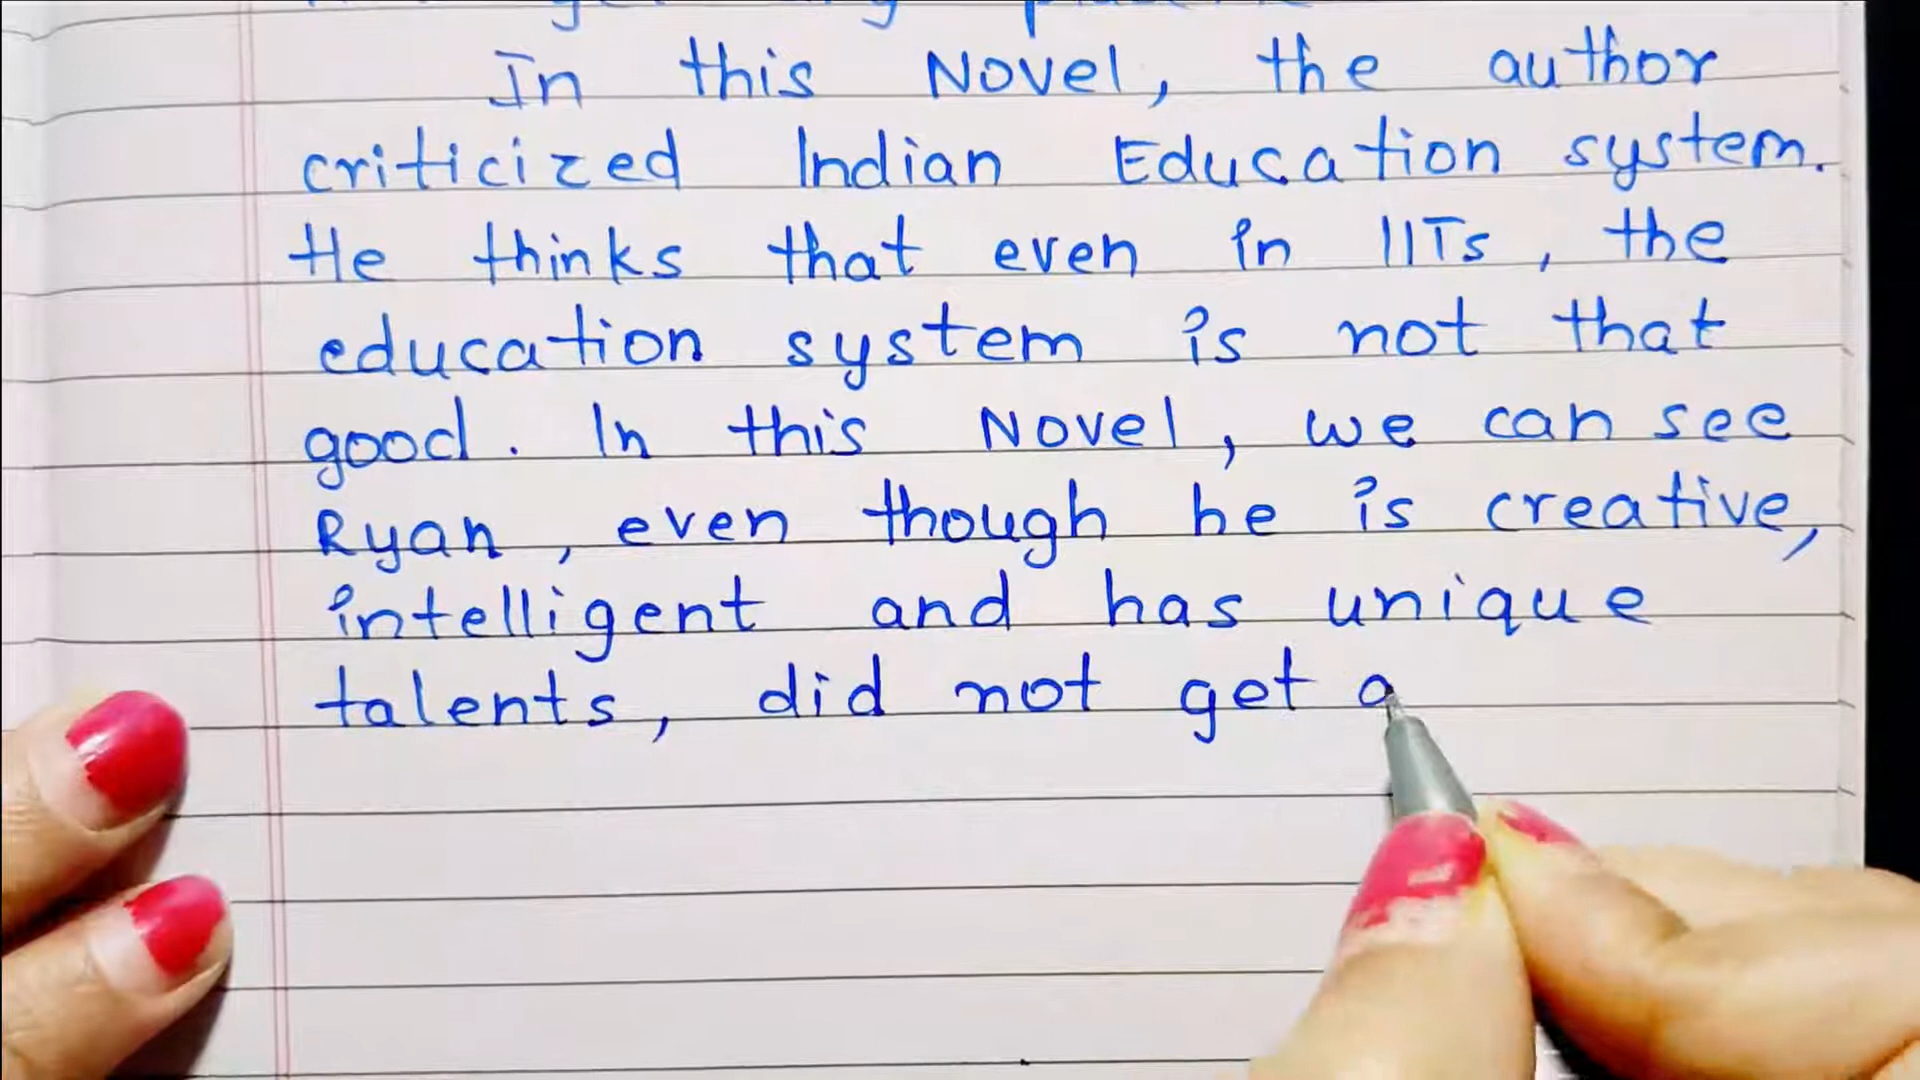 In this Novel, the author
criticized Indian Education system.
He thinks that even in IITs, the
education system is not that
good. In this Novel, we can see
Ryan, even though he is creative,
intelligent and has unique
talents, did not get a